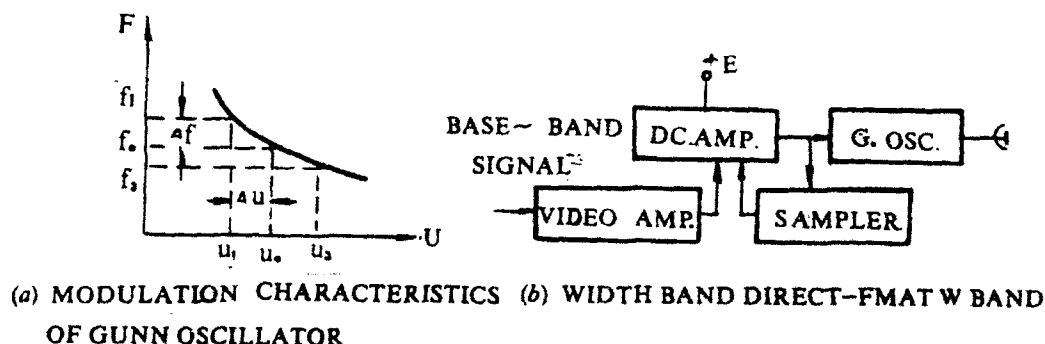 F
f₁
Δf
f₀
f₃
ΔU
U
u₁ u₀ u₃
+E
BASE~ BAND
SIGNAL
DC.AMP.
G. OSC.
VIDEO AMP.
SAMPLER
(a) MODULATION CHARACTERISTICS
OF GUNN OSCILLATOR
(b) WIDTH BAND DIRECT-FMAT W BAND